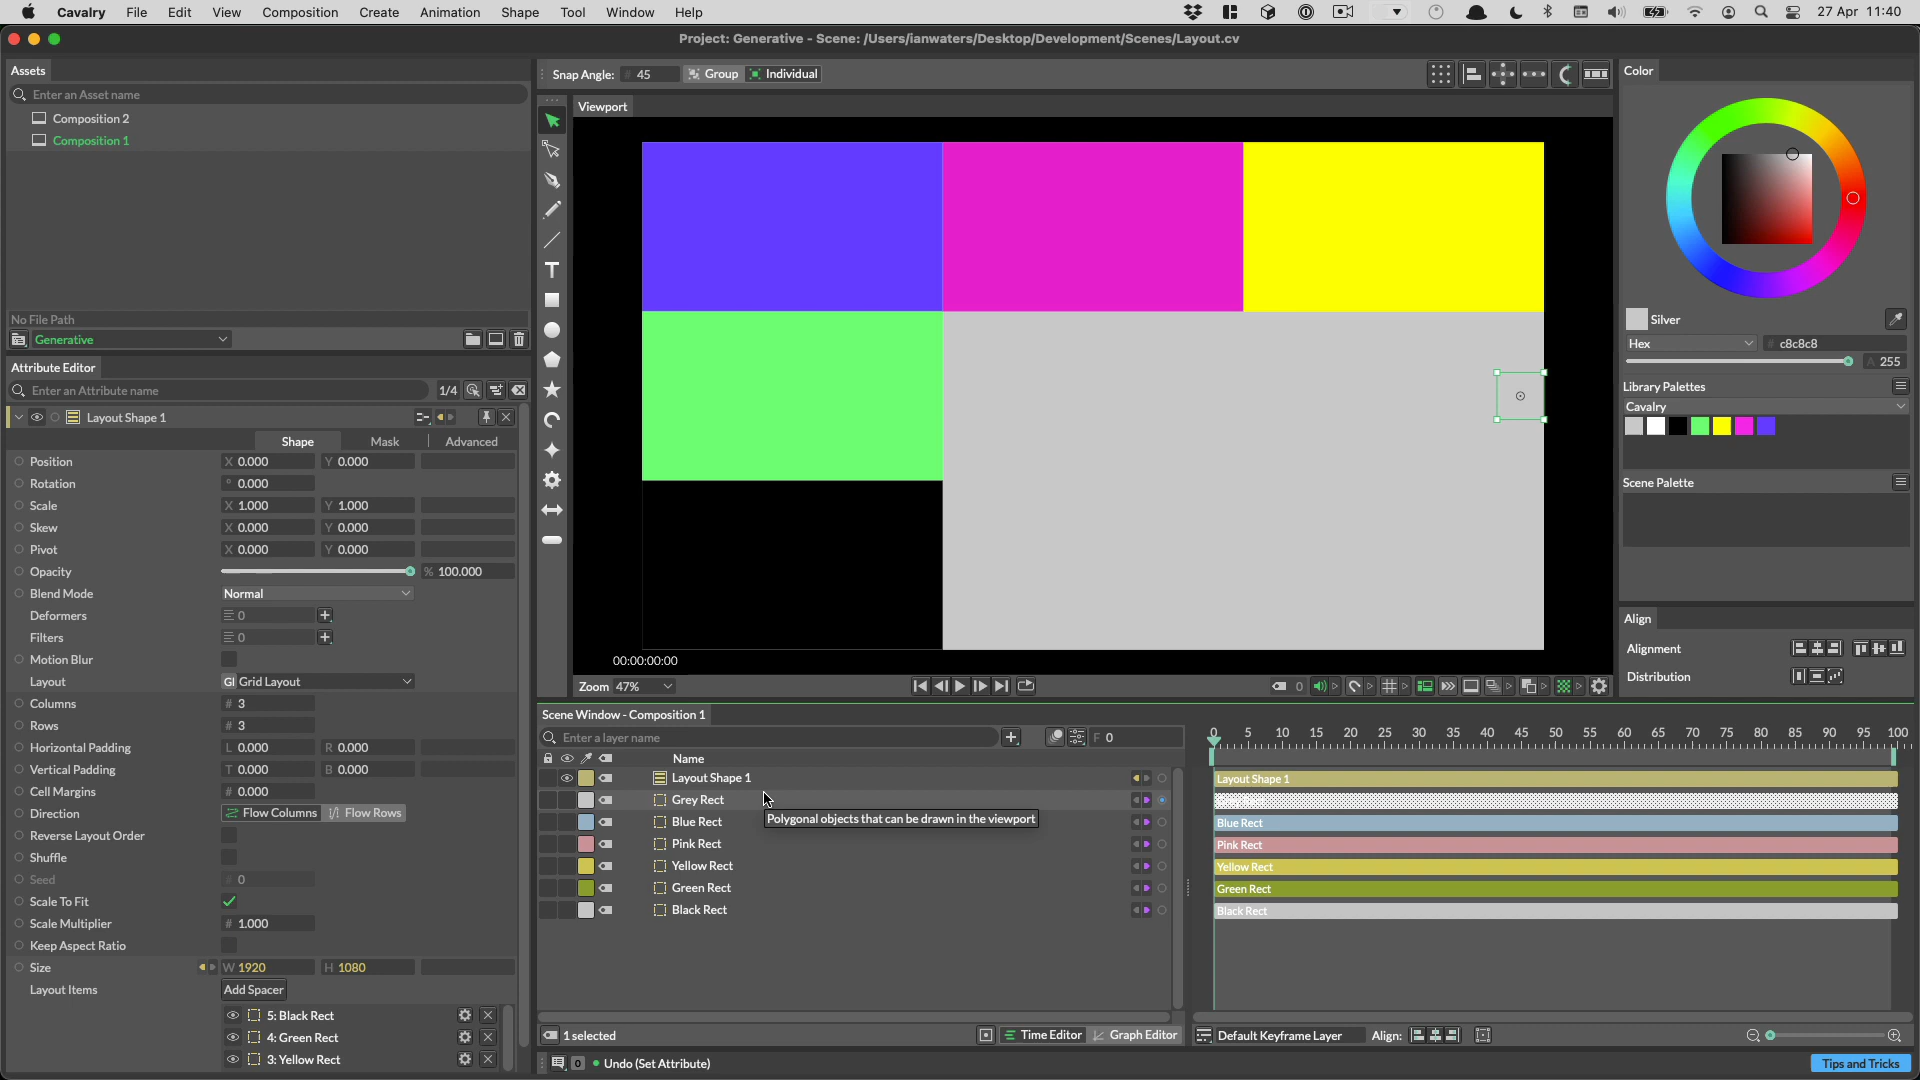 Cavalry File Edit View Composition Create Animation Shape Tool Window Help 27 Apr 11:40
Project: Generative - Scene: /Users/ianwaters/Desktop/Development/Scenes/Layout.cv
Assets
Enter an Asset name
Composition 2
Composition 1
No File Path
Generative
Attribute Editor
Enter an Attribute name 1/4
Layout Shape 1
Shape Mask Advanced
Position X 0.000 Y 0.000
Rotation ° 0.000
Scale X 1.000 Y 1.000
Skew X 0.000 Y 0.000
Pivot X 0.000 Y 0.000
Opacity % 100.000
Blend Mode Normal
Deformers 0
Filters 0
Motion Blur
Layout GI Grid Layout
Columns # 3
Rows # 3
Horizontal Padding L 0.000 R 0.000
Vertical Padding T 0.000 B 0.000
Cell Margins # 0.000
Direction Flow Columns Flow Rows
Reverse Layout Order
Shuffle
Seed # 0
Scale To Fit
Scale Multiplier # 1.000
Keep Aspect Ratio
Size W 1920 H 1080
Layout Items Add Spacer
5: Black Rect
4: Green Rect
3: Yellow Rect
Snap Angle: # 45 Group Individual
Viewport
00:00:00:00
Zoom 47% 0
Scene Window - Composition 1
Enter a layer name F 0
Name
Layout Shape 1
Grey Rect
Polygonal objects that can be drawn in the viewport
Blue Rect
Pink Rect
Yellow Rect
Green Rect
Black Rect
1 selected Time Editor Graph Editor
0 Undo (Set Attribute)
0 5 10 15 20 25 30 35 40 45 50 55 60 65 70 75 80 85 90 95 100
Layout Shape 1
Blue Rect
Pink Rect
Yellow Rect
Green Rect
Black Rect
Default Keyframe Layer Align:
Tips and Tricks
Color
Silver
Hex # c8c8c8
A 255
Library Palettes
Cavalry
Scene Palette
Align
Alignment
Distribution